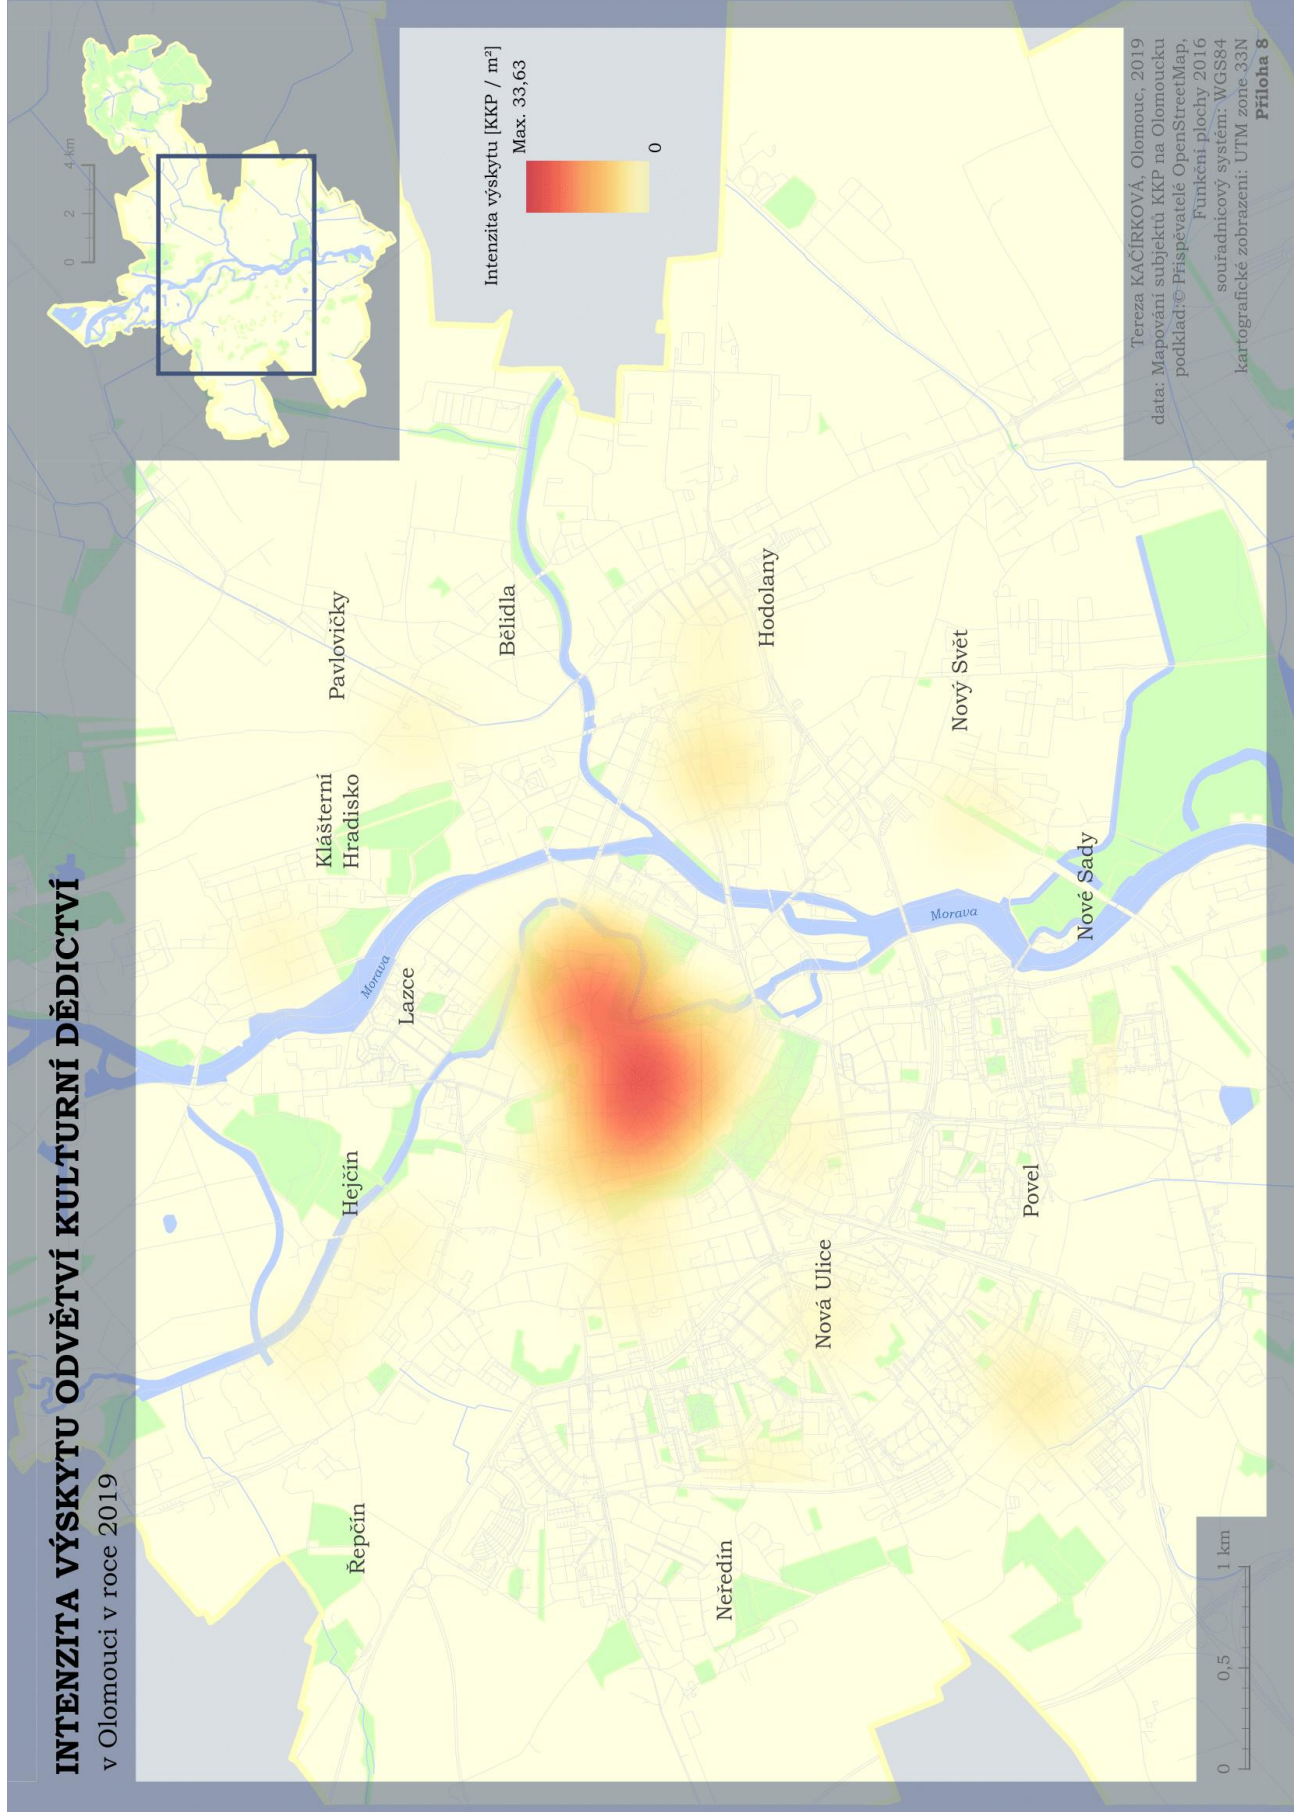 INTENZITA VÝSKYTU ODVĚTVÍ KULTURNÍ DĚDICTVÍ
v Olomouci v roce 2019
0 2 4 km
Intenzita výskytu [KKP / m²]
Max. 33,63
0
Pavlovičky
Klášterní
Hradisko
Bělidla
Morava
Lazce
Hejčín
Řepčín
Hodolany
Nový Svět
Morava
Nové Sady
Nová Ulice
Povel
Neředín
0 0,5 1 km
Tereza KAČÍRKOVÁ, Olomouc, 2019
data: Mapování subjektů KKP na Olomoucku
podklad:© Přispěvatelé OpenStreetMap,
Funkční plochy 2016
souřadnicový systém: WGS84
kartografické zobrazení: UTM zone 33N
Příloha 8